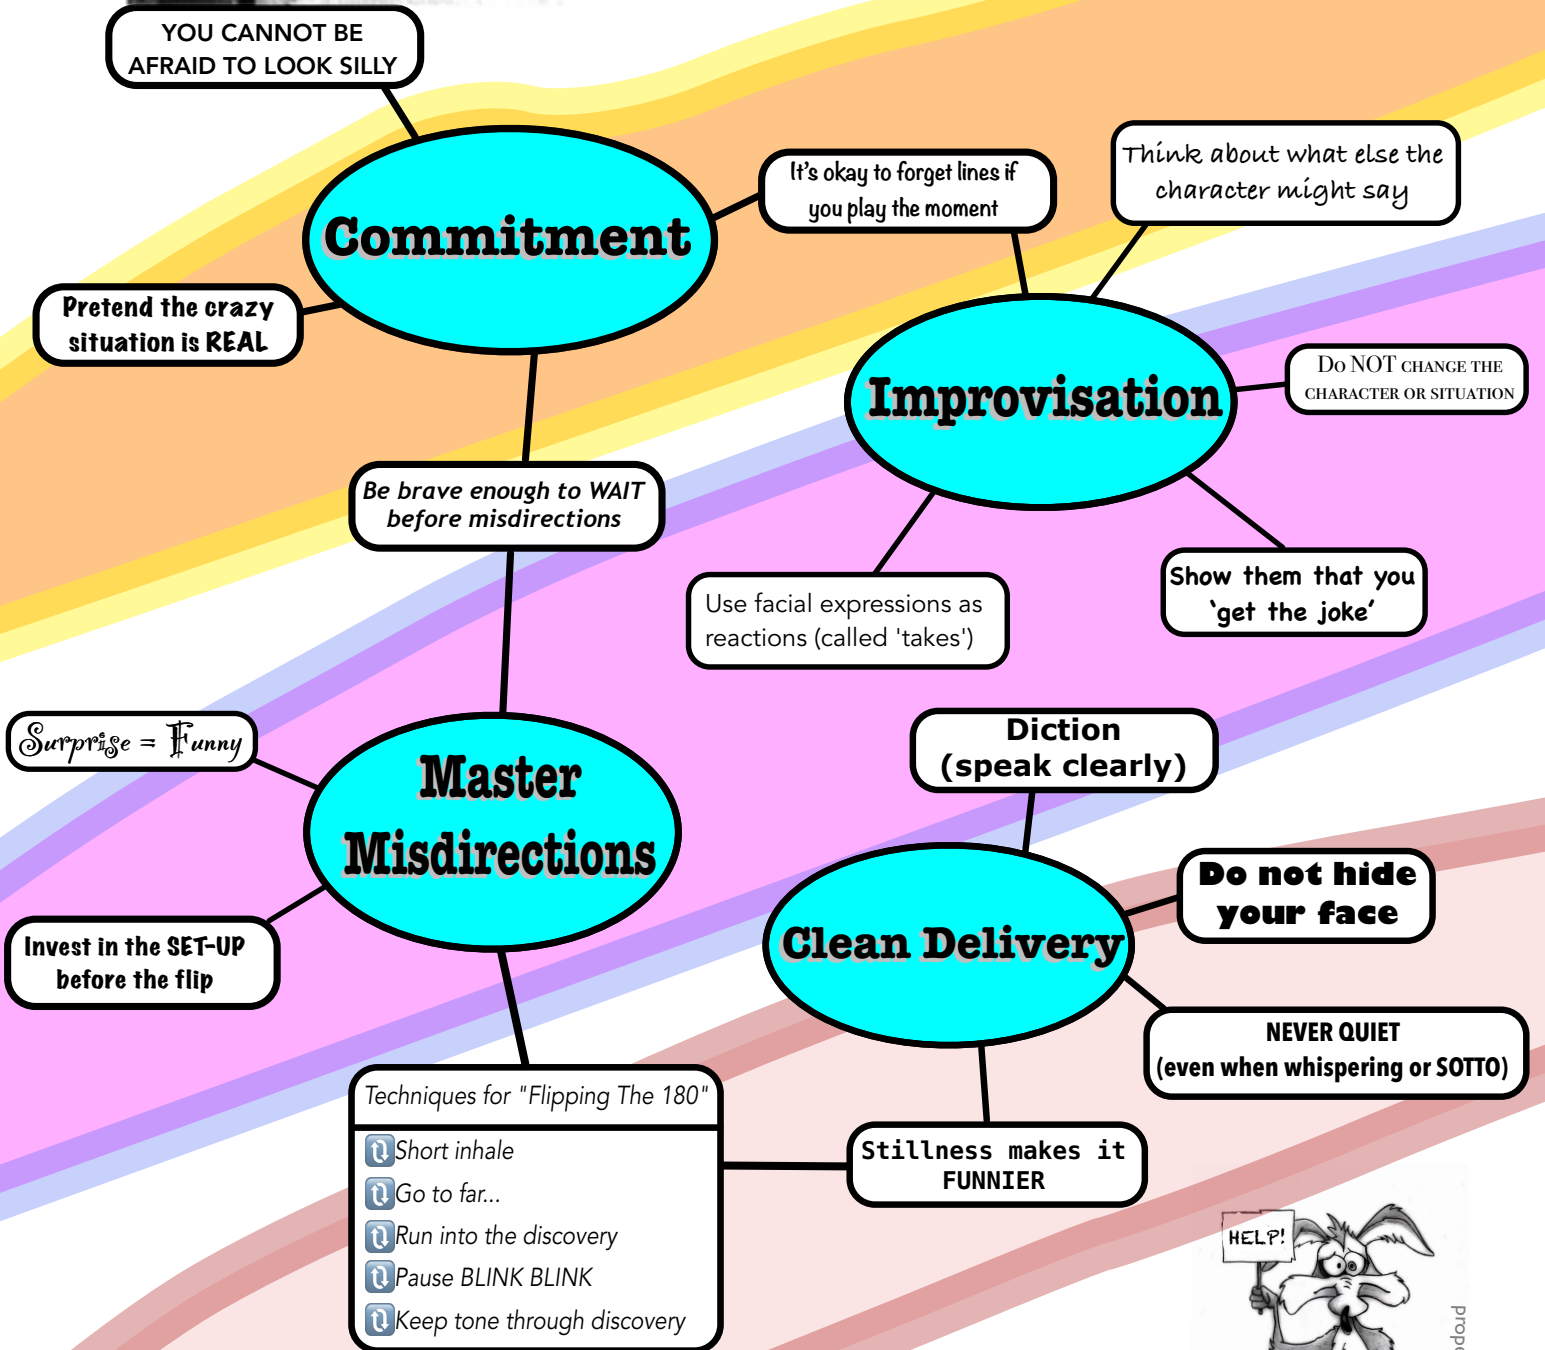 YOU CANNOT BE
AFRAID TO LOOK SILLY
Commitment
It's okay to forget lines if
you play the moment
Think about what else the
character might say
Pretend the crazy
situation is REAL
Improvisation
Do NOT change the
character or situation
Be brave enough to WAIT
before misdirections
Use facial expressions as
reactions (called 'takes')
Show them that you
'get the joke'
Surprise = Funny
Master
Misdirections
Diction
(speak clearly)
Invest in the SET-UP
before the flip
Clean Delivery
Do not hide
your face
NEVER QUIET
(even when whispering or SOTTO)
Techniques for "Flipping The 180"
Short inhale
Go to far...
Run into the discovery
Pause BLINK BLINK
Keep tone through discovery
Stillness makes it
FUNNIER
HELP!